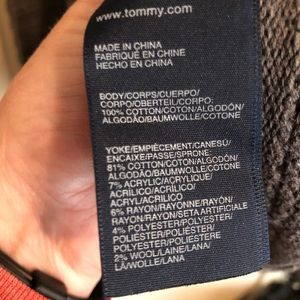 www.tommy.com
MADE IN CHINA
FABRIQUÉ EN CHINE
HECHO EN CHINA
BODY/CORPS/CUERPO/
CORPO/OBERTEIL/CORPO:
100% COTTON/COTON/ALGODÓN/
ALGODÃO/BAUMWOLLE/COTONE
YOKE/EMPIÈCEMENT/CANESÚ/
ENCAIXE/PASSE/SPRONE:
81% COTTON/COTON/ALGODÓN/
ALGODÃO/BAUMWOLLE/COTONE
7% ACRYLIC/ACRYLIQUE/
ACRÍLICO/ACRÍLICO/
ACRYL/ACRILICO
6% RAYON/RAYONNE/RAYÓN/
RAYON/RAYON/SETA ARTIFICIALE
4% POLYESTER/POLYESTER/
POLIÉSTER/POLIÉSTER/
POLYESTER/POLIESTERE
2% WOOL/LAINE/LANA/
LÃ/WOLLE/LANA